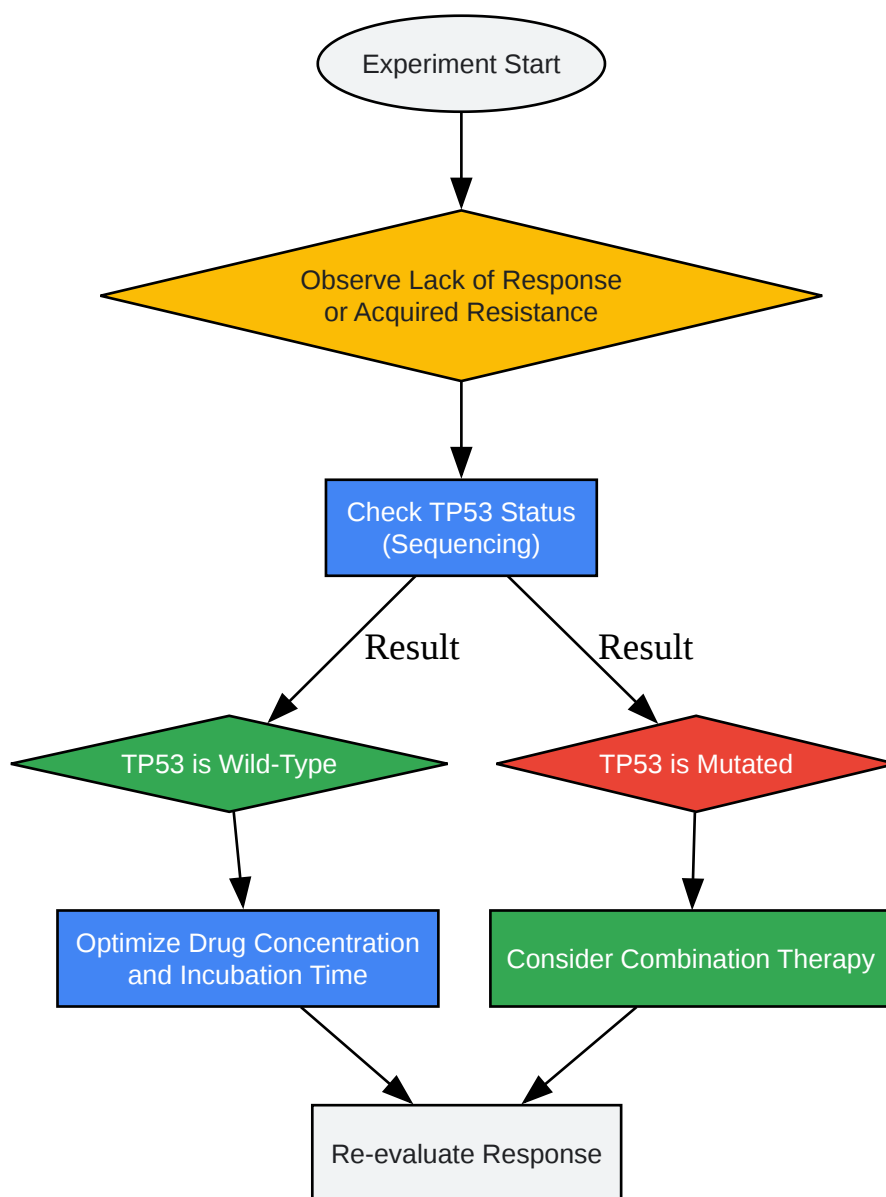 Experiment Start
Observe Lack of Response
or Acquired Resistance
Check TP53 Status
(Sequencing)
Result
Result
TP53 is Wild-Type
TP53 is Mutated
Optimize Drug Concentration
and Incubation Time
Consider Combination Therapy
Re-evaluate Response